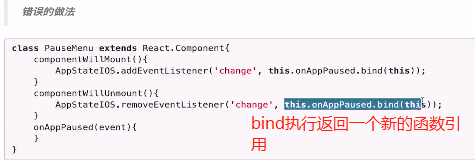 错误的做法
class PauseMenu extends React.Component{
componentWillMount(){
AppStateIOS.addEventListener('change', this.onAppPaused.bind(this));
}
componentWillUnmount(){
AppStateIOS.removeEventListener('change', this.onAppPaused.bind(this));
}
onAppPaused(event){
}
}
bind执行返回一个新的函数引
用